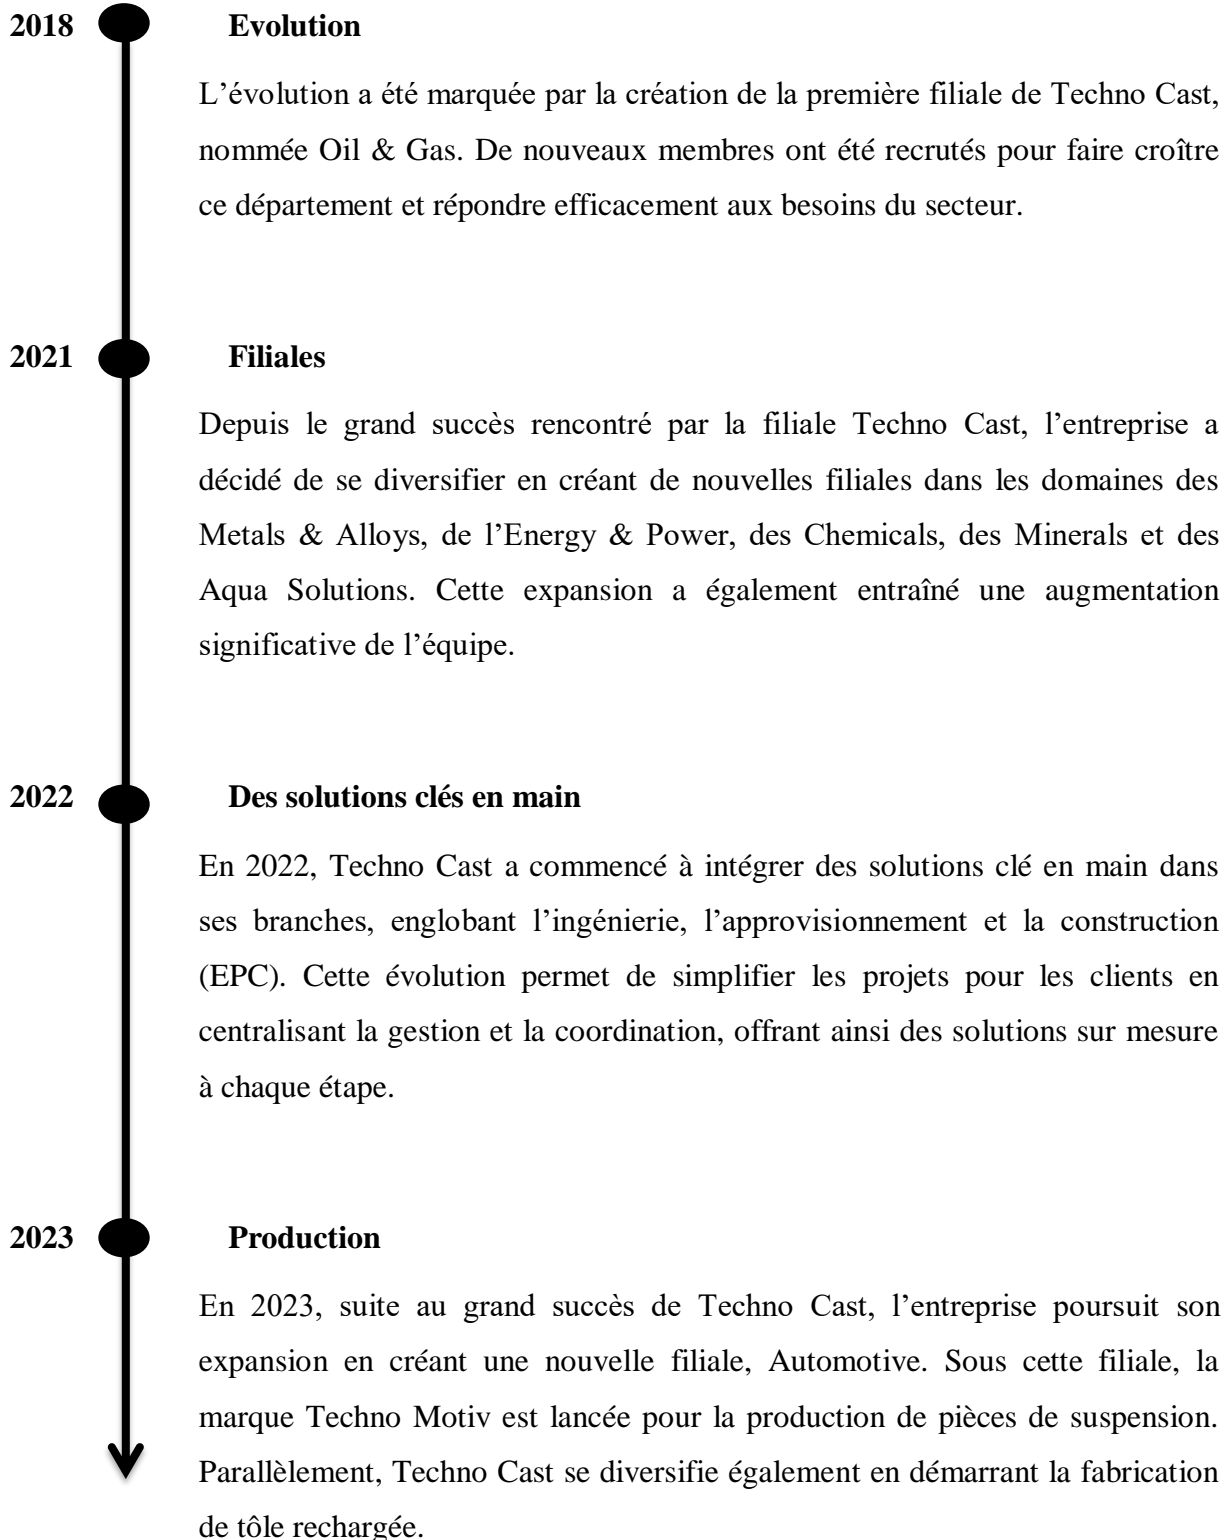 2018 Evolution
L’évolution a été marquée par la création de la première filiale de Techno Cast,
nommée Oil & Gas. De nouveaux membres ont été recrutés pour faire croître
ce département et répondre efficacement aux besoins du secteur.
2021 Filiales
Depuis le grand succès rencontré par la filiale Techno Cast, l’entreprise a
décidé de se diversifier en créant de nouvelles filiales dans les domaines des
Metals & Alloys, de l’Energy & Power, des Chemicals, des Minerals et des
Aqua Solutions. Cette expansion a également entraîné une augmentation
significative de l’équipe.
2022 Des solutions clés en main
En 2022, Techno Cast a commencé à intégrer des solutions clé en main dans
ses branches, englobant l’ingénierie, l’approvisionnement et la construction
(EPC). Cette évolution permet de simplifier les projets pour les clients en
centralisant la gestion et la coordination, offrant ainsi des solutions sur mesure
à chaque étape.
2023 Production
En 2023, suite au grand succès de Techno Cast, l’entreprise poursuit son
expansion en créant une nouvelle filiale, Automotive. Sous cette filiale, la
marque Techno Motiv est lancée pour la production de pièces de suspension.
Parallèlement, Techno Cast se diversifie également en démarrant la fabrication
de tôle rechargée.